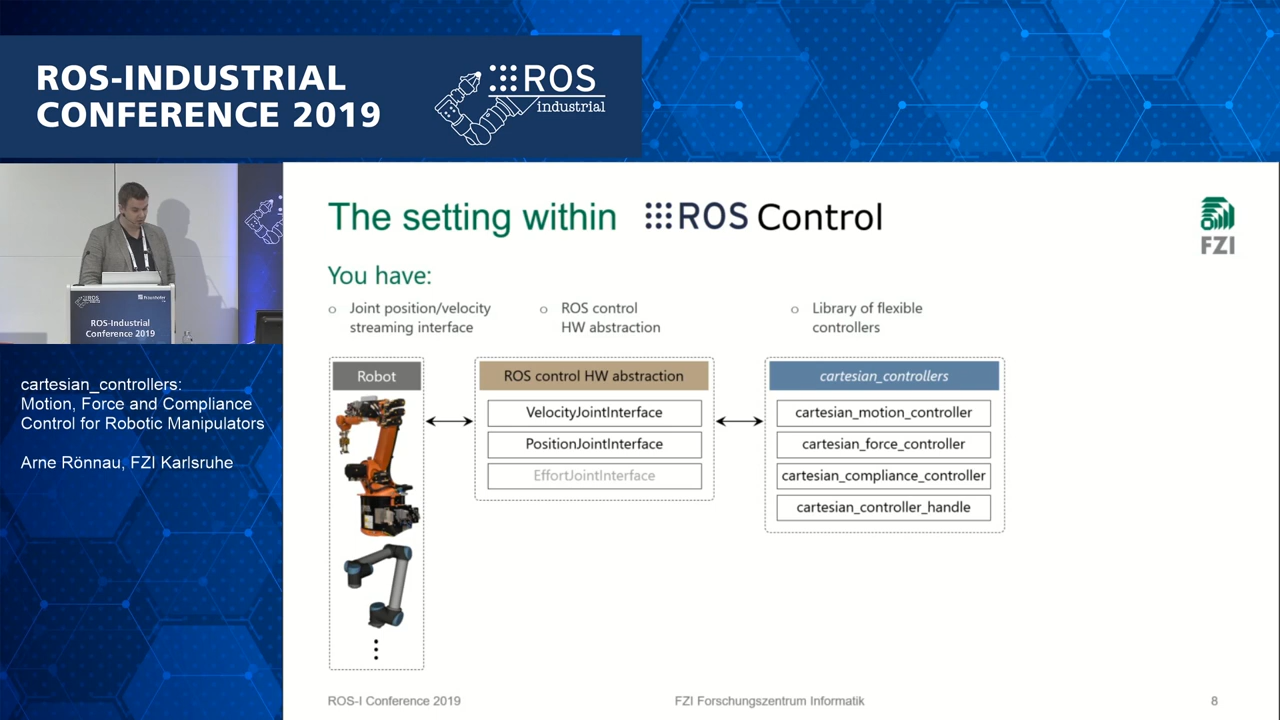 ROS-INDUSTRIAL
CONFERENCE 2019
ROS
industrial
ROS
ROS-Industrial
Conference 2019
cartesian_controllers:
Motion, Force and Compliance
Control for Robotic Manipulators
Arne Rönnau, FZI Karlsruhe
The setting within ROS Control
FZI
You have:
Joint position/velocity
streaming interface
ROS control
HW abstraction
Library of flexible
controllers
Robot
ROS control HW abstraction
VelocityJointInterface
PositionJointInterface
EffortJointInterface
cartesian_controllers
cartesian_motion_controller
cartesian_force_controller
cartesian_compliance_controller
cartesian_controller_handle
ROS-I Conference 2019
FZI Forschungszentrum Informatik
8